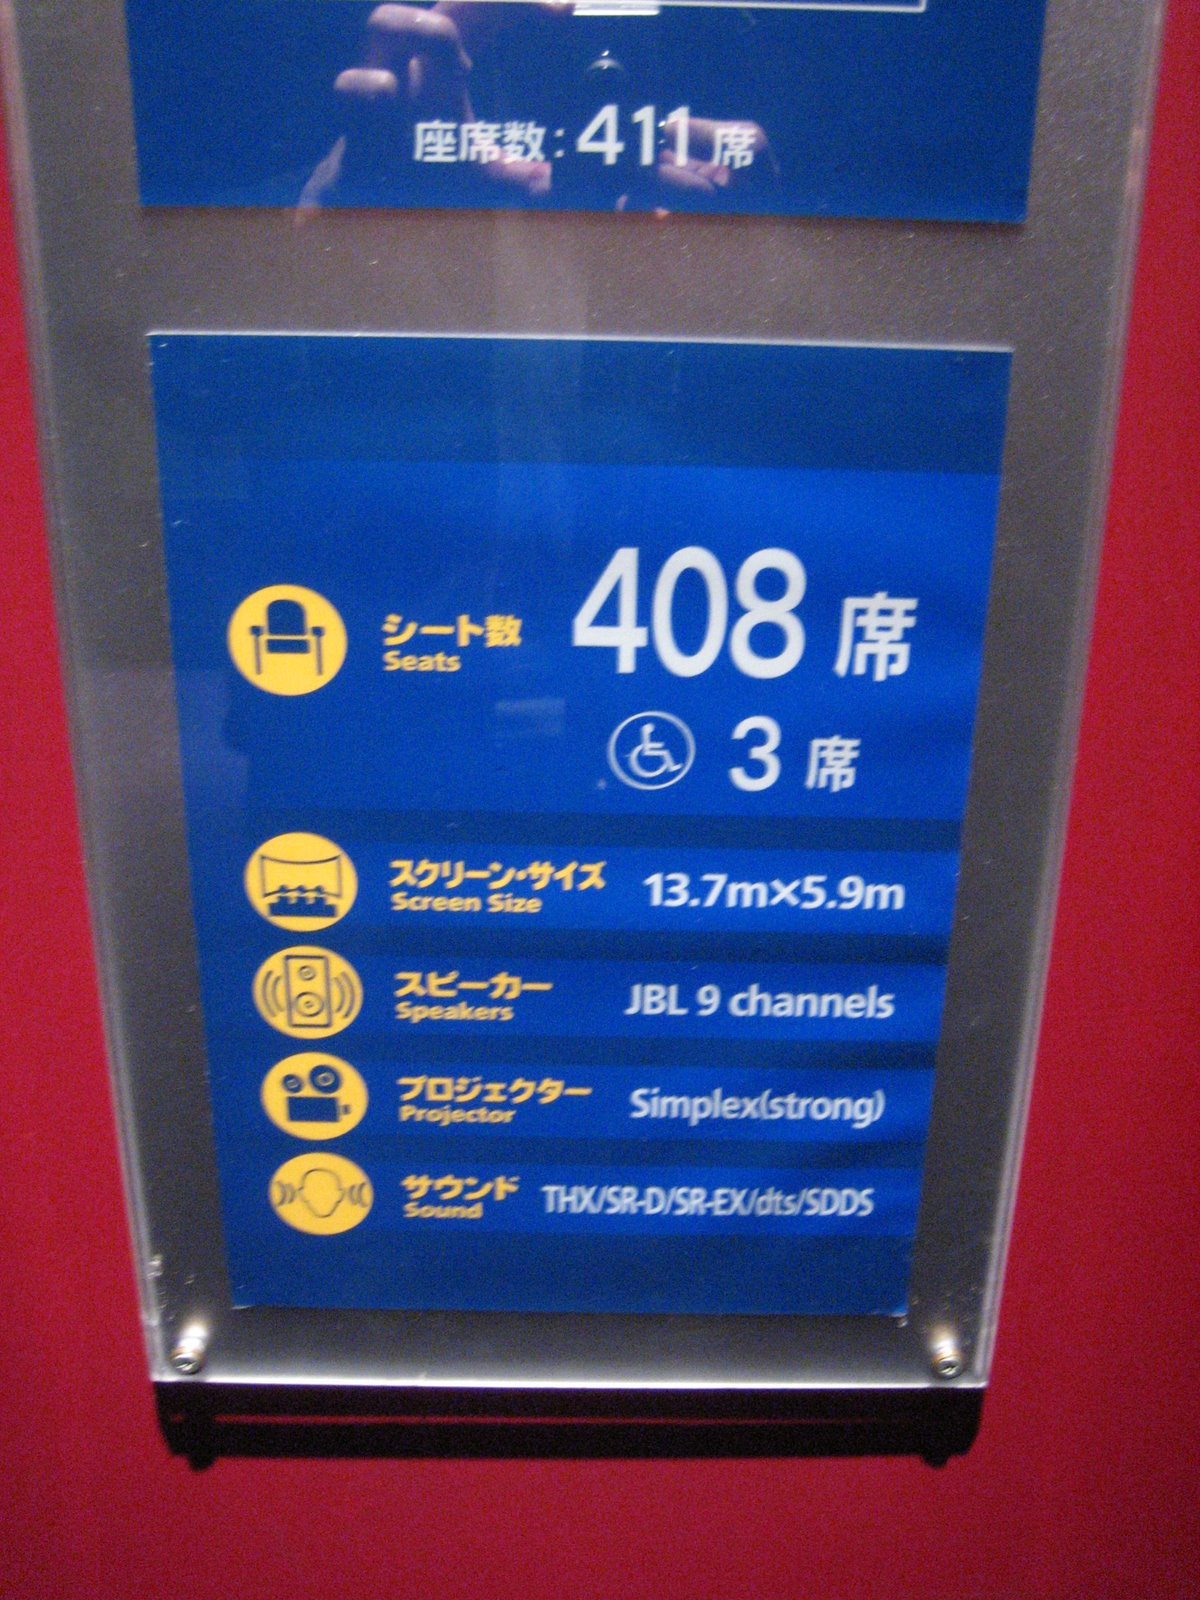 座席数:411席
シート数 408席
Seats
3席
スクリーン・サイズ 13.7m×5.9m
Screen Size
スピーカー JBL 9 channels
Speakers
プロジェクター Simplex(strong)
Projector
サウンド THX/SR-D/SR-EX/dts/SDDS
Sound